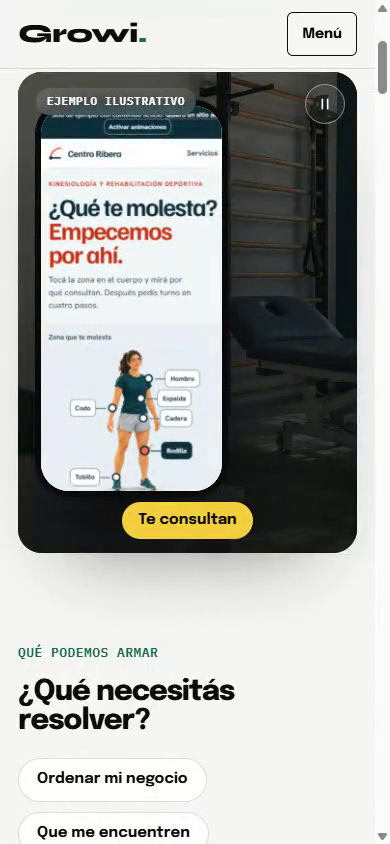 Growi.
Menú
EJEMPLO ILUSTRATIVO
Activar animaciones
Centro Ribera
Servicios
KINESIOLOGÍA Y REHABILITACIÓN DEPORTIVA
¿Qué te molesta?
Empecemos
por ahí.
Tocá la zona en el cuerpo y mirá por
qué consultan. Después pedís turno en
cuatro pasos.
Zona que te molesta
Hombro
Espalda
Codo
Cadera
Rodilla
Tobillo
Te consultan
QUÉ PODEMOS ARMAR
¿Qué necesitás
resolver?
Ordenar mi negocio
Que me encuentren